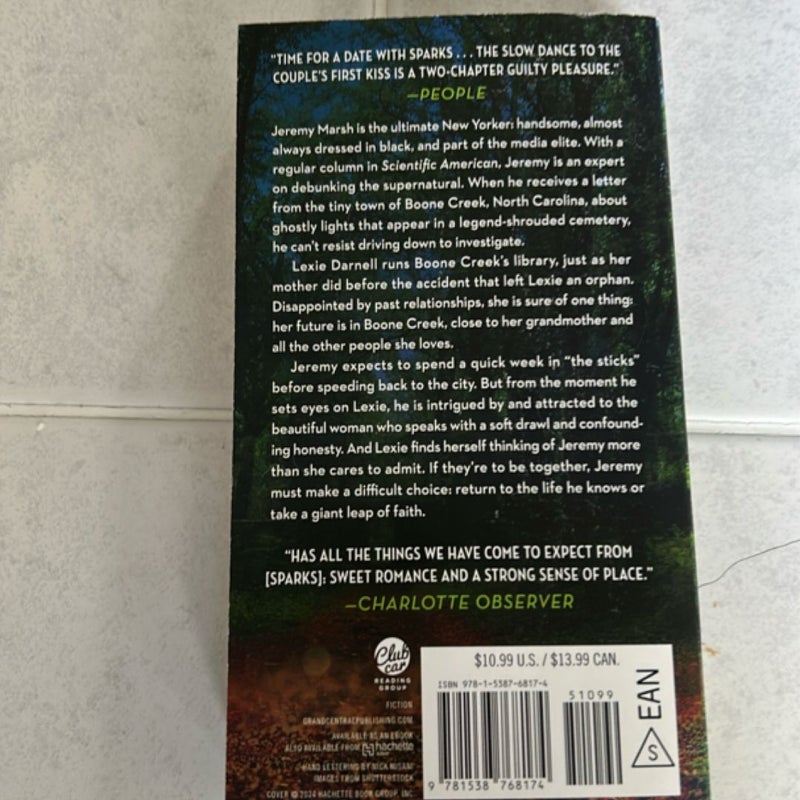 "TIME FOR A DATE WITH SPARKS . . . THE SLOW DANCE TO THE
COUPLE'S FIRST KISS IS A TWO-CHAPTER GUILTY PLEASURE."
—PEOPLE
Jeremy Marsh is the ultimate New Yorker: handsome, almost
always dressed in black, and part of the media elite. With a
regular column in Scientific American, Jeremy is an expert
on debunking the supernatural. When he receives a letter
from the tiny town of Boone Creek, North Carolina, about
ghostly lights that appear in a legend-shrouded cemetery,
he can't resist driving down to investigate.
Lexie Darnell runs Boone Creek's library, just as her
mother did before the accident that left Lexie an orphan.
Disappointed by past relationships, she is sure of one thing:
her future is in Boone Creek, close to her grandmother and
all the other people she loves.
Jeremy expects to spend a quick week in "the sticks"
before speeding back to the city. But from the moment he
sets eyes on Lexie, he is intrigued by and attracted to the
beautiful woman who speaks with a soft drawl and confound-
ing honesty. And Lexie finds herself thinking of Jeremy more
than she cares to admit. If they're to be together, Jeremy
must make a difficult choice: return to the life he knows or
take a giant leap of faith.
"HAS ALL THE THINGS WE HAVE COME TO EXPECT FROM
[SPARKS]: SWEET ROMANCE AND A STRONG SENSE OF PLACE."
—CHARLOTTE OBSERVER
Club
car
READING
GROUP
FICTION
GRANDCENTRALPUBLISHING.COM
AVAILABLE AS AN EBOOK
ALSO AVAILABLE FROM hachette
HAND LETTERING BY NICK MISANI
IMAGES FROM SHUTTERSTOCK
COVER © 2024 HACHETTE BOOK GROUP, INC.
$10.99 U.S. / $13.99 CAN.
ISBN 978-1-5387-6817-4
51099
9 781538 768174
EAN
S